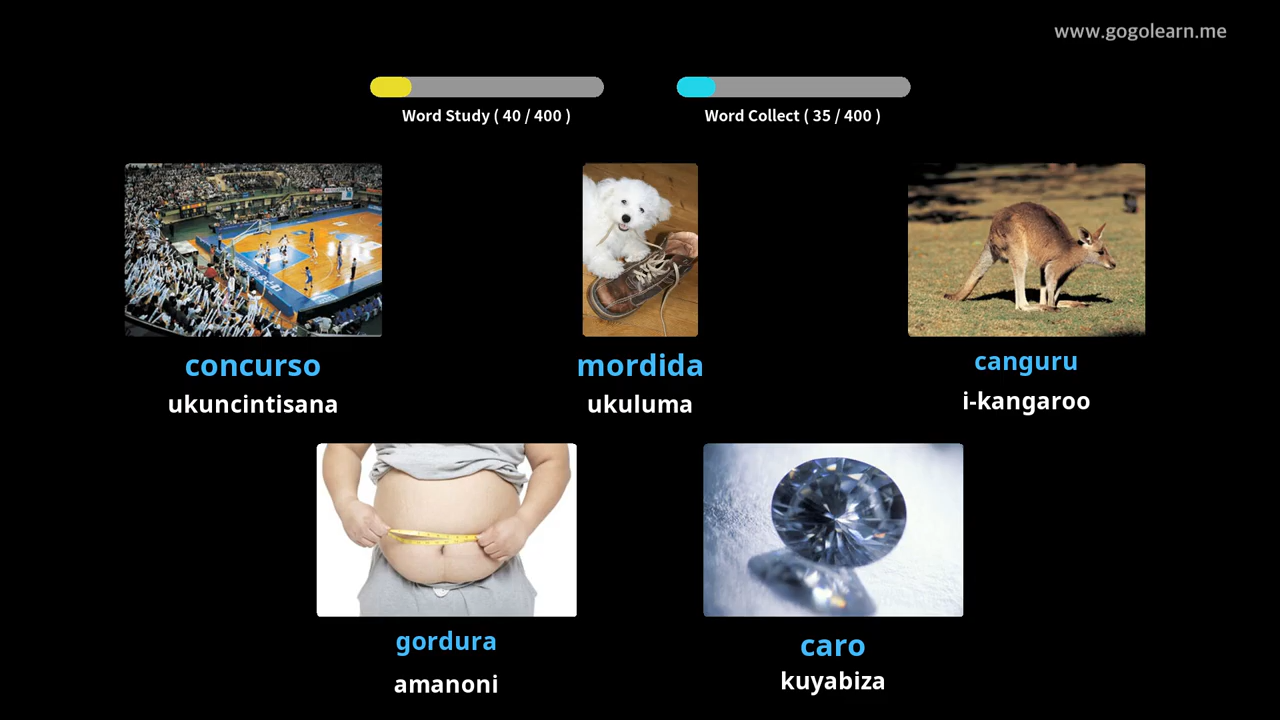 www.gogolearn.me
Word Study ( 40 / 400 )
Word Collect ( 35 / 400 )
concurso
ukuncintisana
mordida
ukuluma
canguru
i-kangaroo
gordura
amanoni
caro
kuyabiza